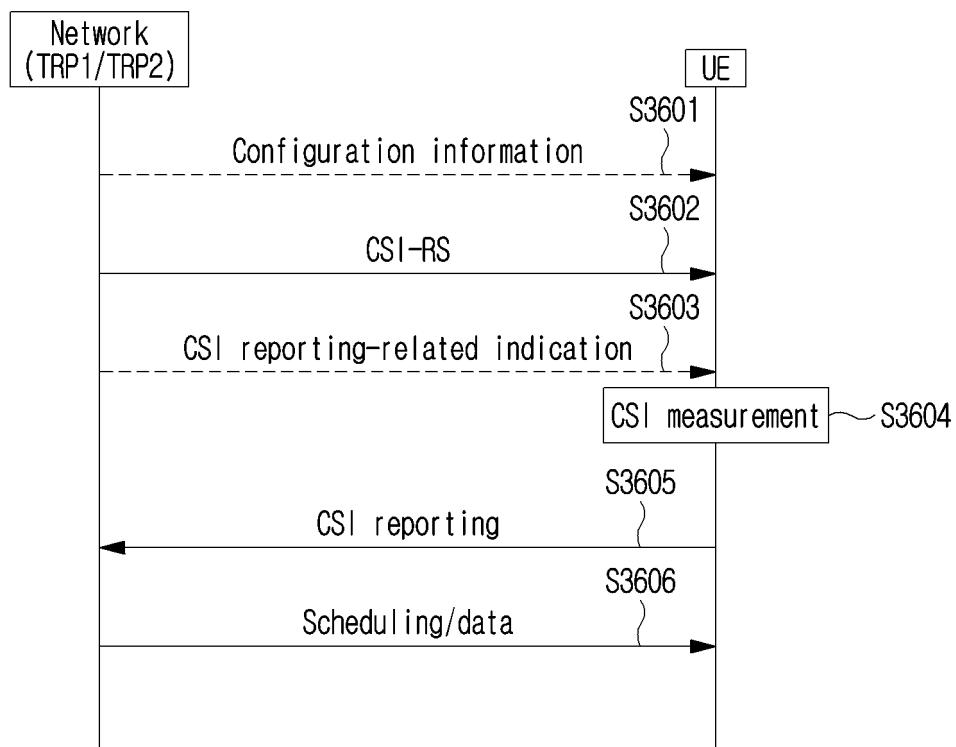 Network
(TRP1/TRP2)
UE
S3601
Configuration information
S3602
CSI-RS
S3603
CSI reporting-related indication
CSI measurement
S3604
S3605
CSI reporting
S3606
Scheduling/data